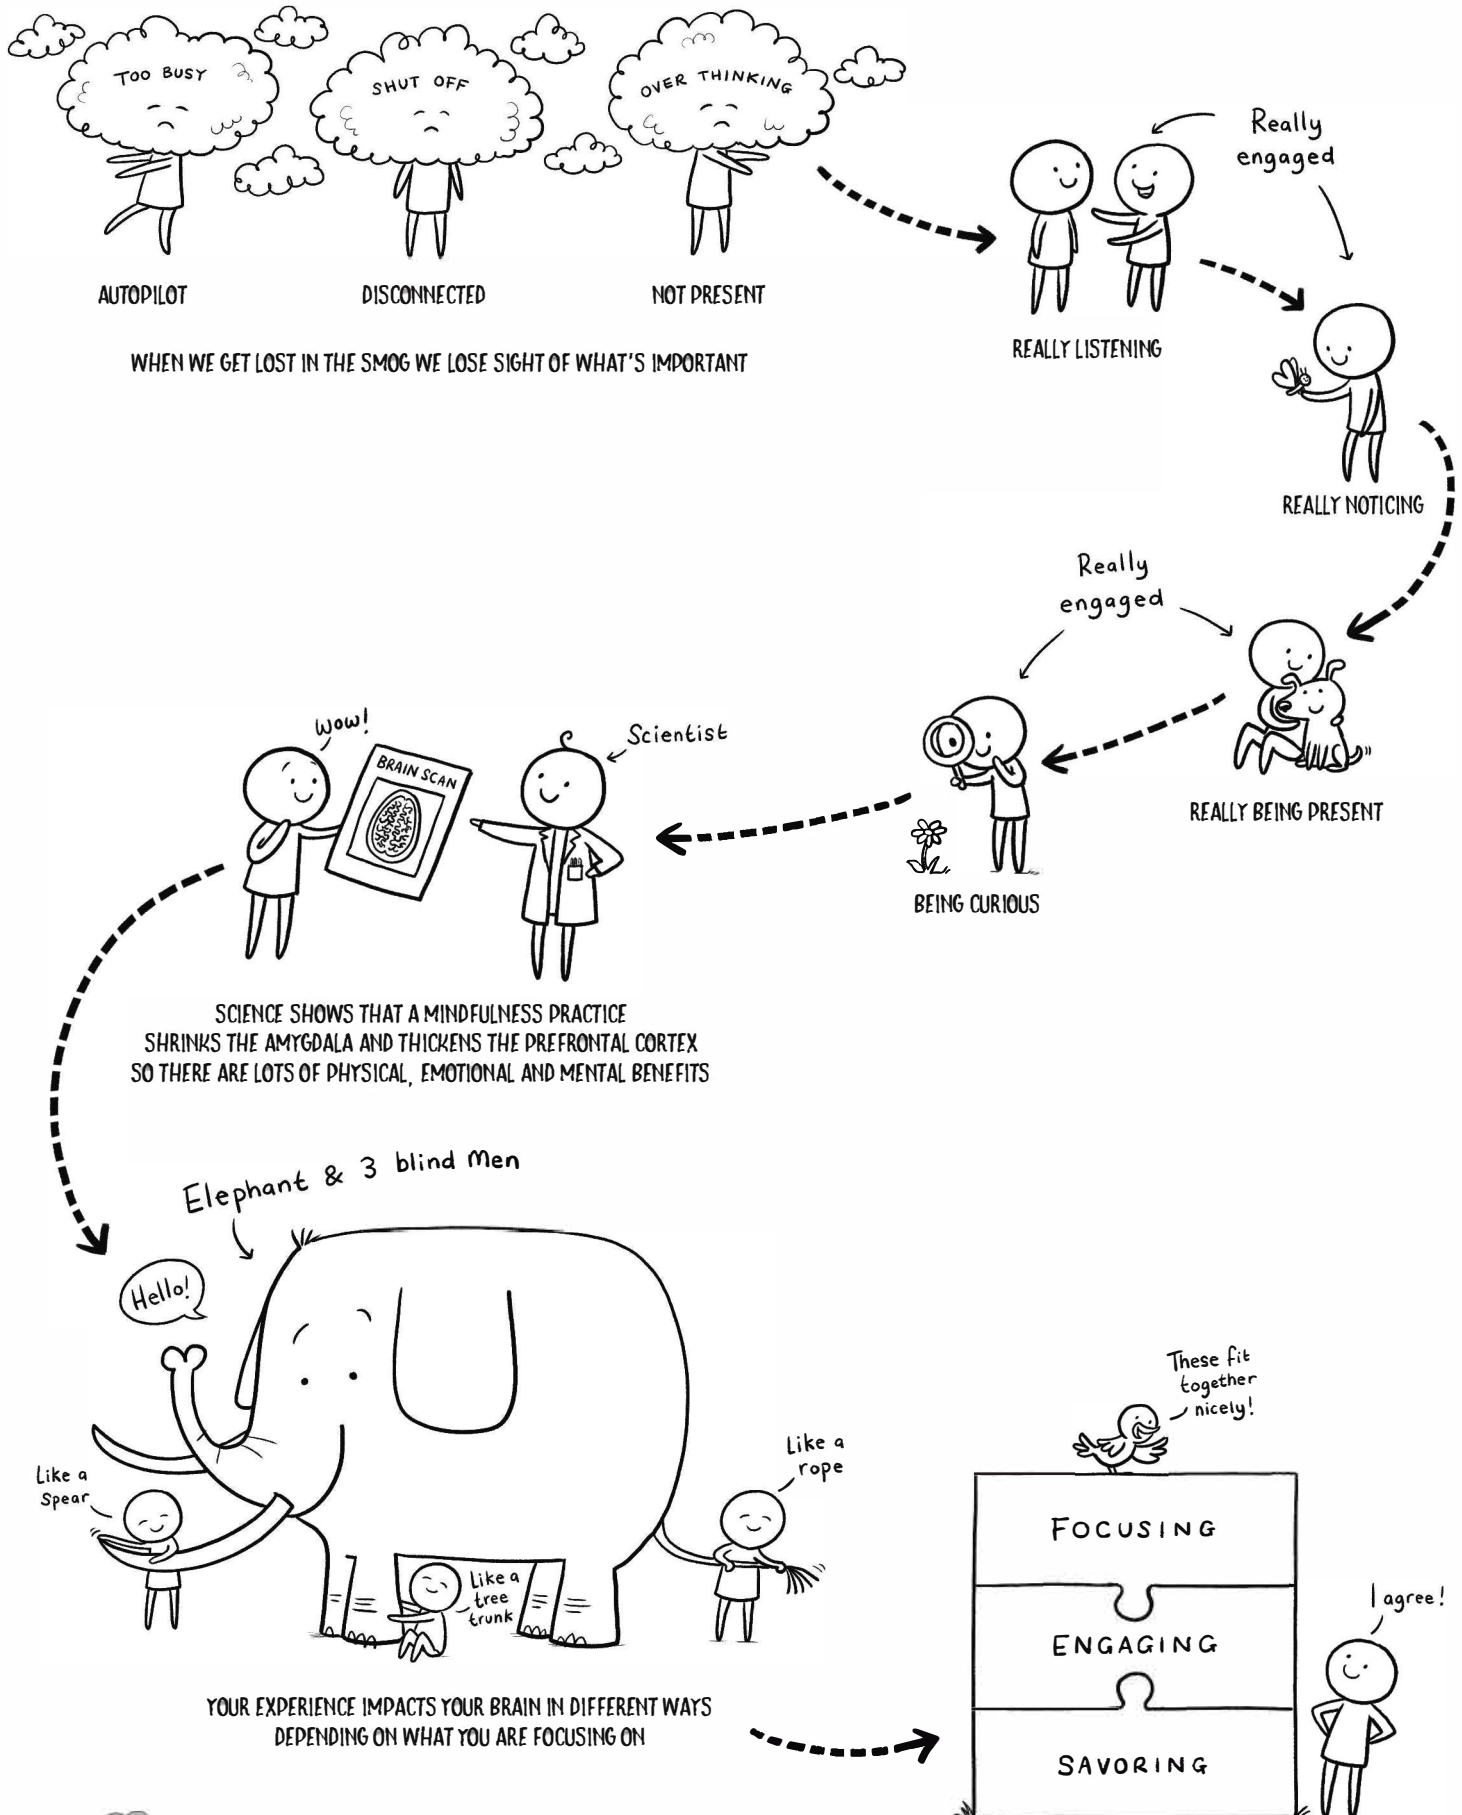 TOO BUSY
SHUT OFF
OVER THINKING
AUTOPILOT
DISCONNECTED
NOT PRESENT
WHEN WE GET LOST IN THE SMOG WE LOSE SIGHT OF WHAT'S IMPORTANT
Really
engaged
REALLY LISTENING
REALLY NOTICING
Really
engaged
REALLY BEING PRESENT
BEING CURIOUS
Wow!
BRAIN SCAN
Scientist
SCIENCE SHOWS THAT A MINDFULNESS PRACTICE
SHRINKS THE AMYGDALA AND THICKENS THE PREFRONTAL CORTEX
SO THERE ARE LOTS OF PHYSICAL, EMOTIONAL AND MENTAL BENEFITS
Elephant & 3 blind Men
Hello!
Like a
Spear
Like a
tree
trunk
Like a
rope
YOUR EXPERIENCE IMPACTS YOUR BRAIN IN DIFFERENT WAYS
DEPENDING ON WHAT YOU ARE FOCUSING ON
These fit
together
nicely!
FOCUSING
ENGAGING
SAVORING
I agree!